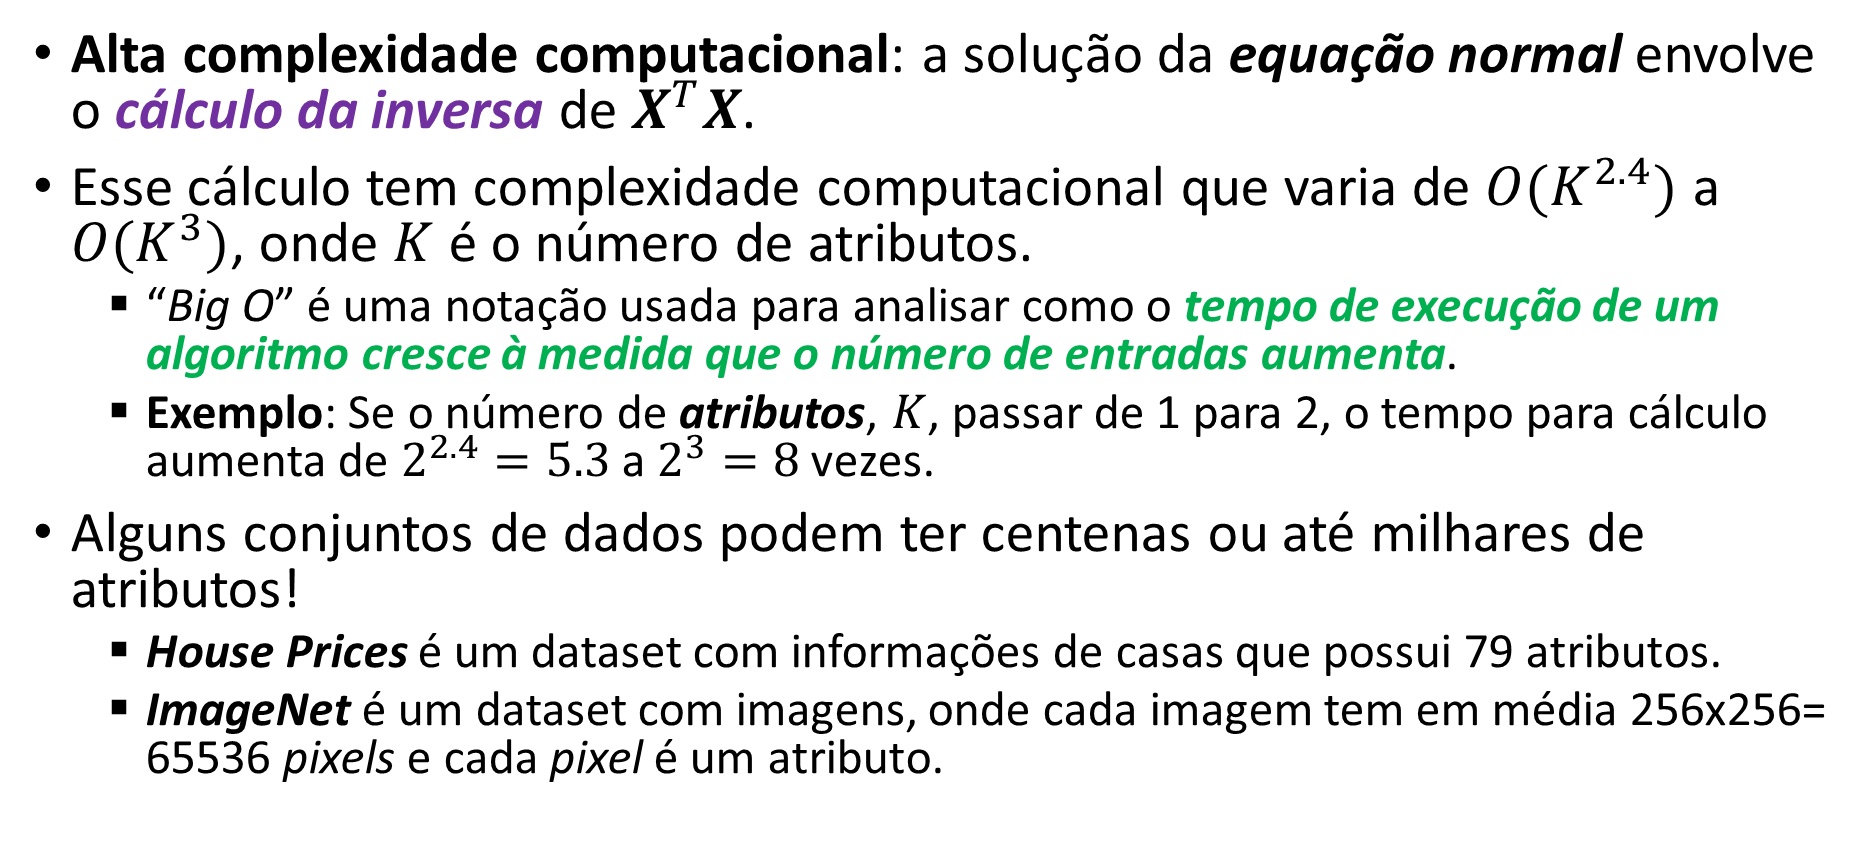 • Alta complexidade computacional: a solução da equação normal envolve
o cálculo da inversa de X^T X.
• Esse cálculo tem complexidade computacional que varia de O(K^2.4) a
O(K^3), onde K é o número de atributos.
▪ “Big O” é uma notação usada para analisar como o tempo de execução de um
algoritmo cresce à medida que o número de entradas aumenta.
▪ Exemplo: Se o número de atributos, K, passar de 1 para 2, o tempo para cálculo
aumenta de 2^2.4 = 5.3 a 2^3 = 8 vezes.
• Alguns conjuntos de dados podem ter centenas ou até milhares de
atributos!
▪ House Prices é um dataset com informações de casas que possui 79 atributos.
▪ ImageNet é um dataset com imagens, onde cada imagem tem em média 256x256=
65536 pixels e cada pixel é um atributo.